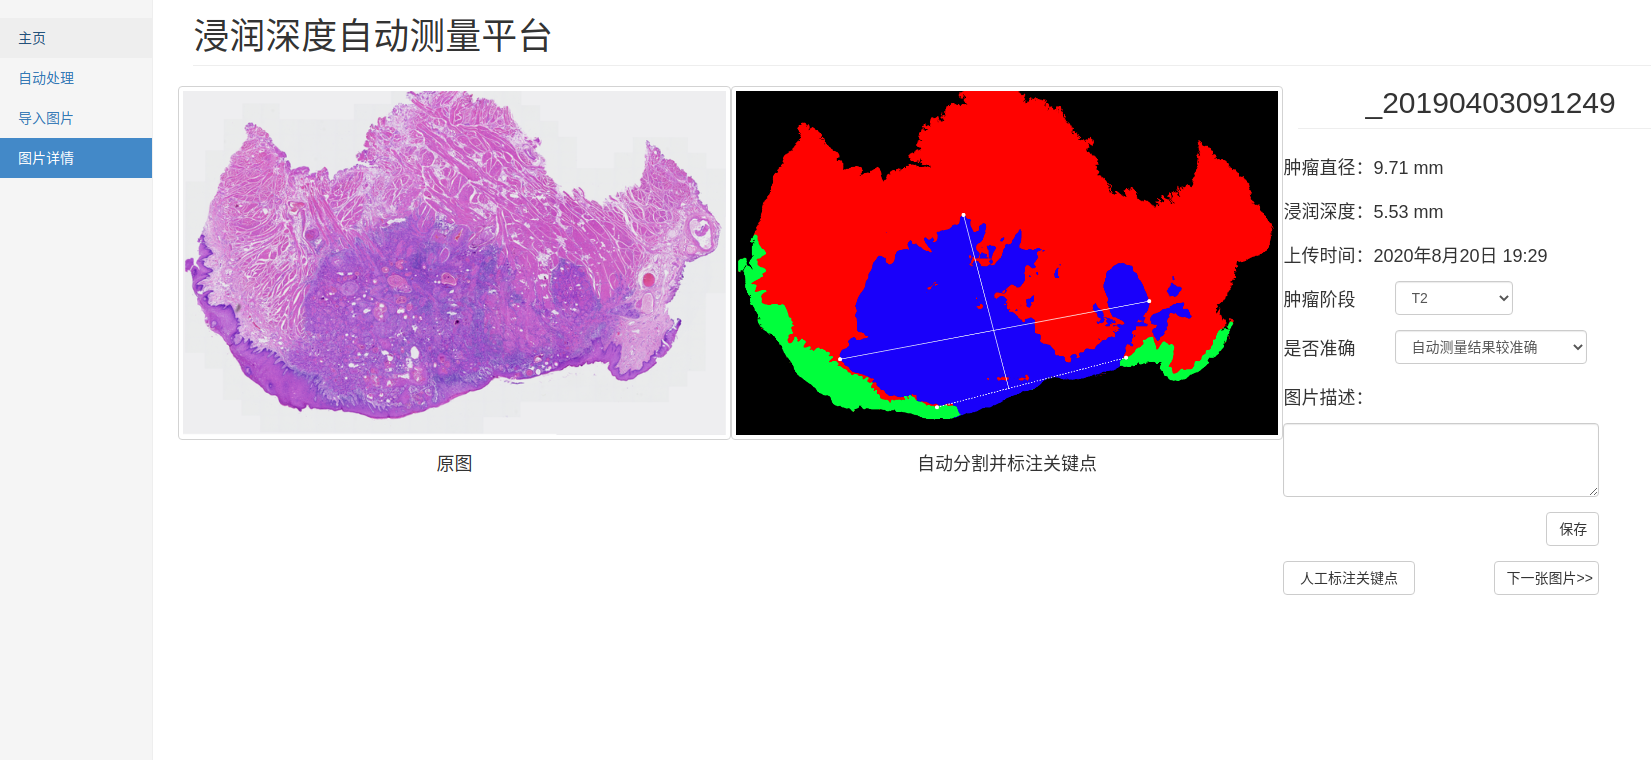 主页
自动处理
导入图片
图片详情
浸润深度自动测量平台
原图
自动分割并标注关键点
_20190403091249
肿瘤直径：9.71 mm
浸润深度：5.53 mm
上传时间：2020年8月20日 19:29
肿瘤阶段 T2
是否准确 自动测量结果较准确
图片描述：
保存
人工标注关键点 下一张图片>>